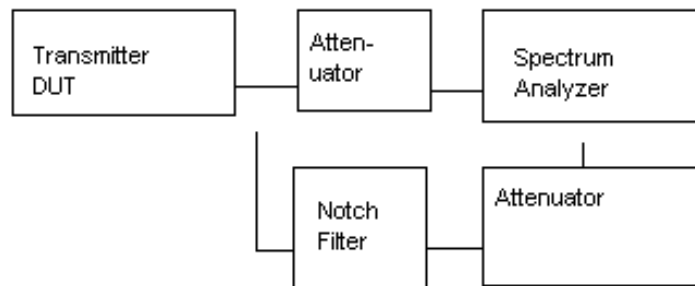 Transmitter
DUT
Atten-
uator
Spectrum
Analyzer
Notch
Filter
Attenuator